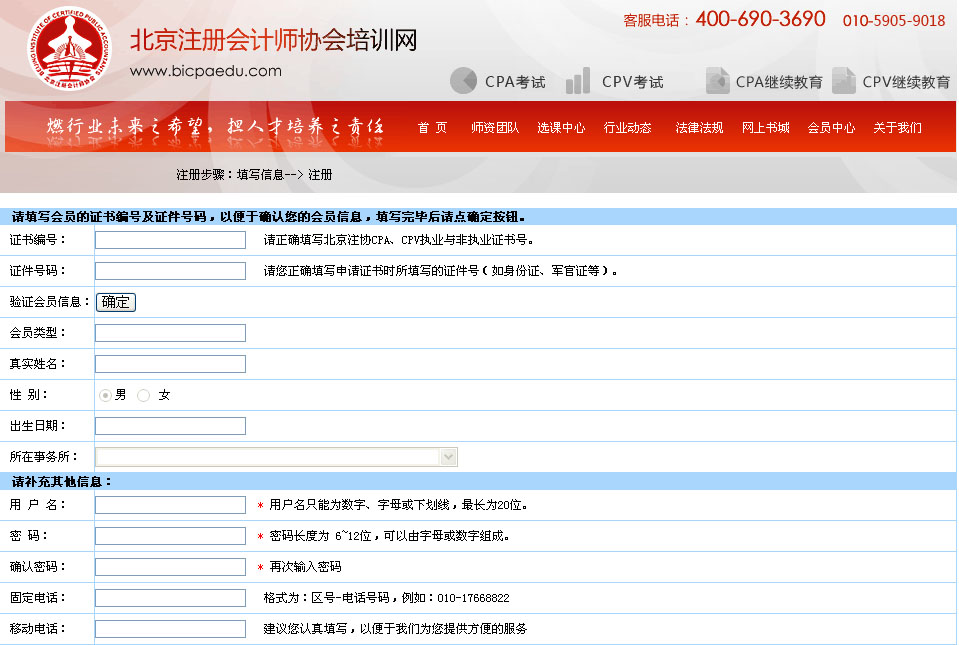 北京注册会计师协会培训网
www.bicpaedu.com
BEIJING INSTITUTE OF CERTIFIED PUBLIC ACCOUNTANTS
北京注册会计师协会
客服电话： 400-690-3690 010-5905-9018
CPA考试 CPV考试 CPA继续教育 CPV继续教育
燃行业未来之希望，担人才培养之责任
首 页 师资团队 选课中心 行业动态 法律法规 网上书城 会员中心 关于我们
注册步骤：填写信息--> 注册
请填写会员的证书编号及证件号码，以便于确认您的会员信息，填写完毕后请点确定按钮。
证书编号： 请正确填写北京注协CPA、CPV执业与非执业证书号。
证件号码： 请您正确填写申请证书时所填写的证件号（如身份证、军官证等）。
验证会员信息： 确定
会员类型：
真实姓名：
性 别： 男 女
出生日期：
所在事务所：
请补充其他信息：
用 户 名： * 用户名只能为数字、字母或下划线，最长为20位。
密 码： * 密码长度为 6~12位，可以由字母或数字组成。
确认密码： * 再次输入密码
固定电话： 格式为：区号-电话号码，例如：010-17668822
移动电话： 建议您认真填写，以便于我们为您提供方便的服务